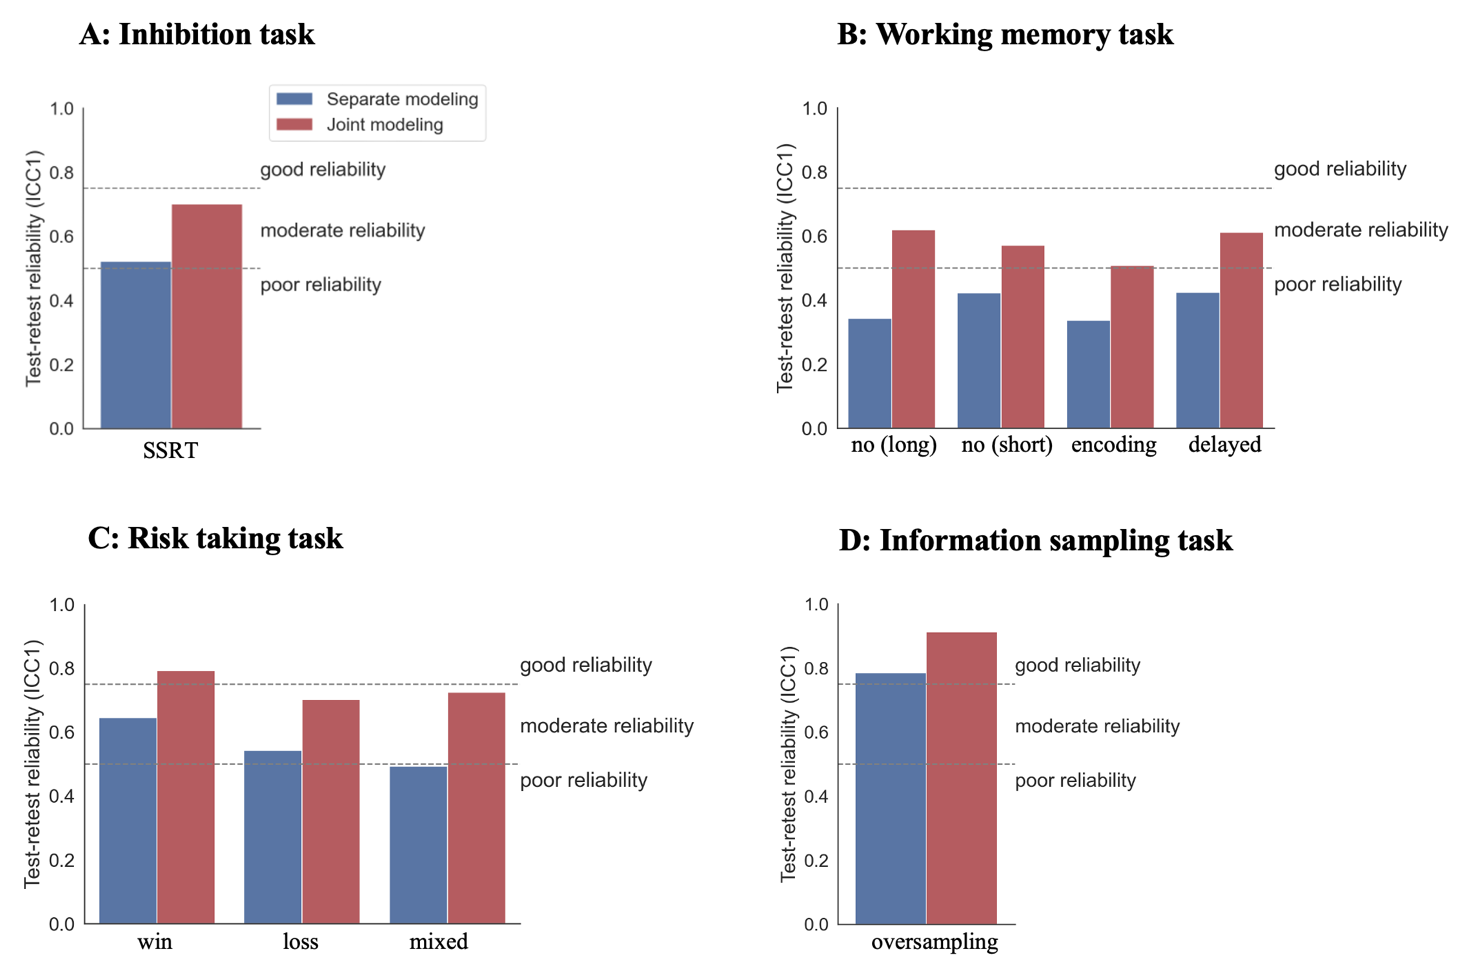 A: Inhibition task
Separate modeling
Joint modeling
Test-retest reliability (ICC1)
1.0
0.8
0.6
0.4
0.2
0.0
good reliability
moderate reliability
poor reliability
SSRT
B: Working memory task
Test-retest reliability (ICC1)
1.0
0.8
0.6
0.4
0.2
0.0
good reliability
moderate reliability
poor reliability
no (long) no (short) encoding delayed
C: Risk taking task
Test-retest reliability (ICC1)
1.0
0.8
0.6
0.4
0.2
0.0
good reliability
moderate reliability
poor reliability
win loss mixed
D: Information sampling task
Test-retest reliability (ICC1)
1.0
0.8
0.6
0.4
0.2
0.0
good reliability
moderate reliability
poor reliability
oversampling